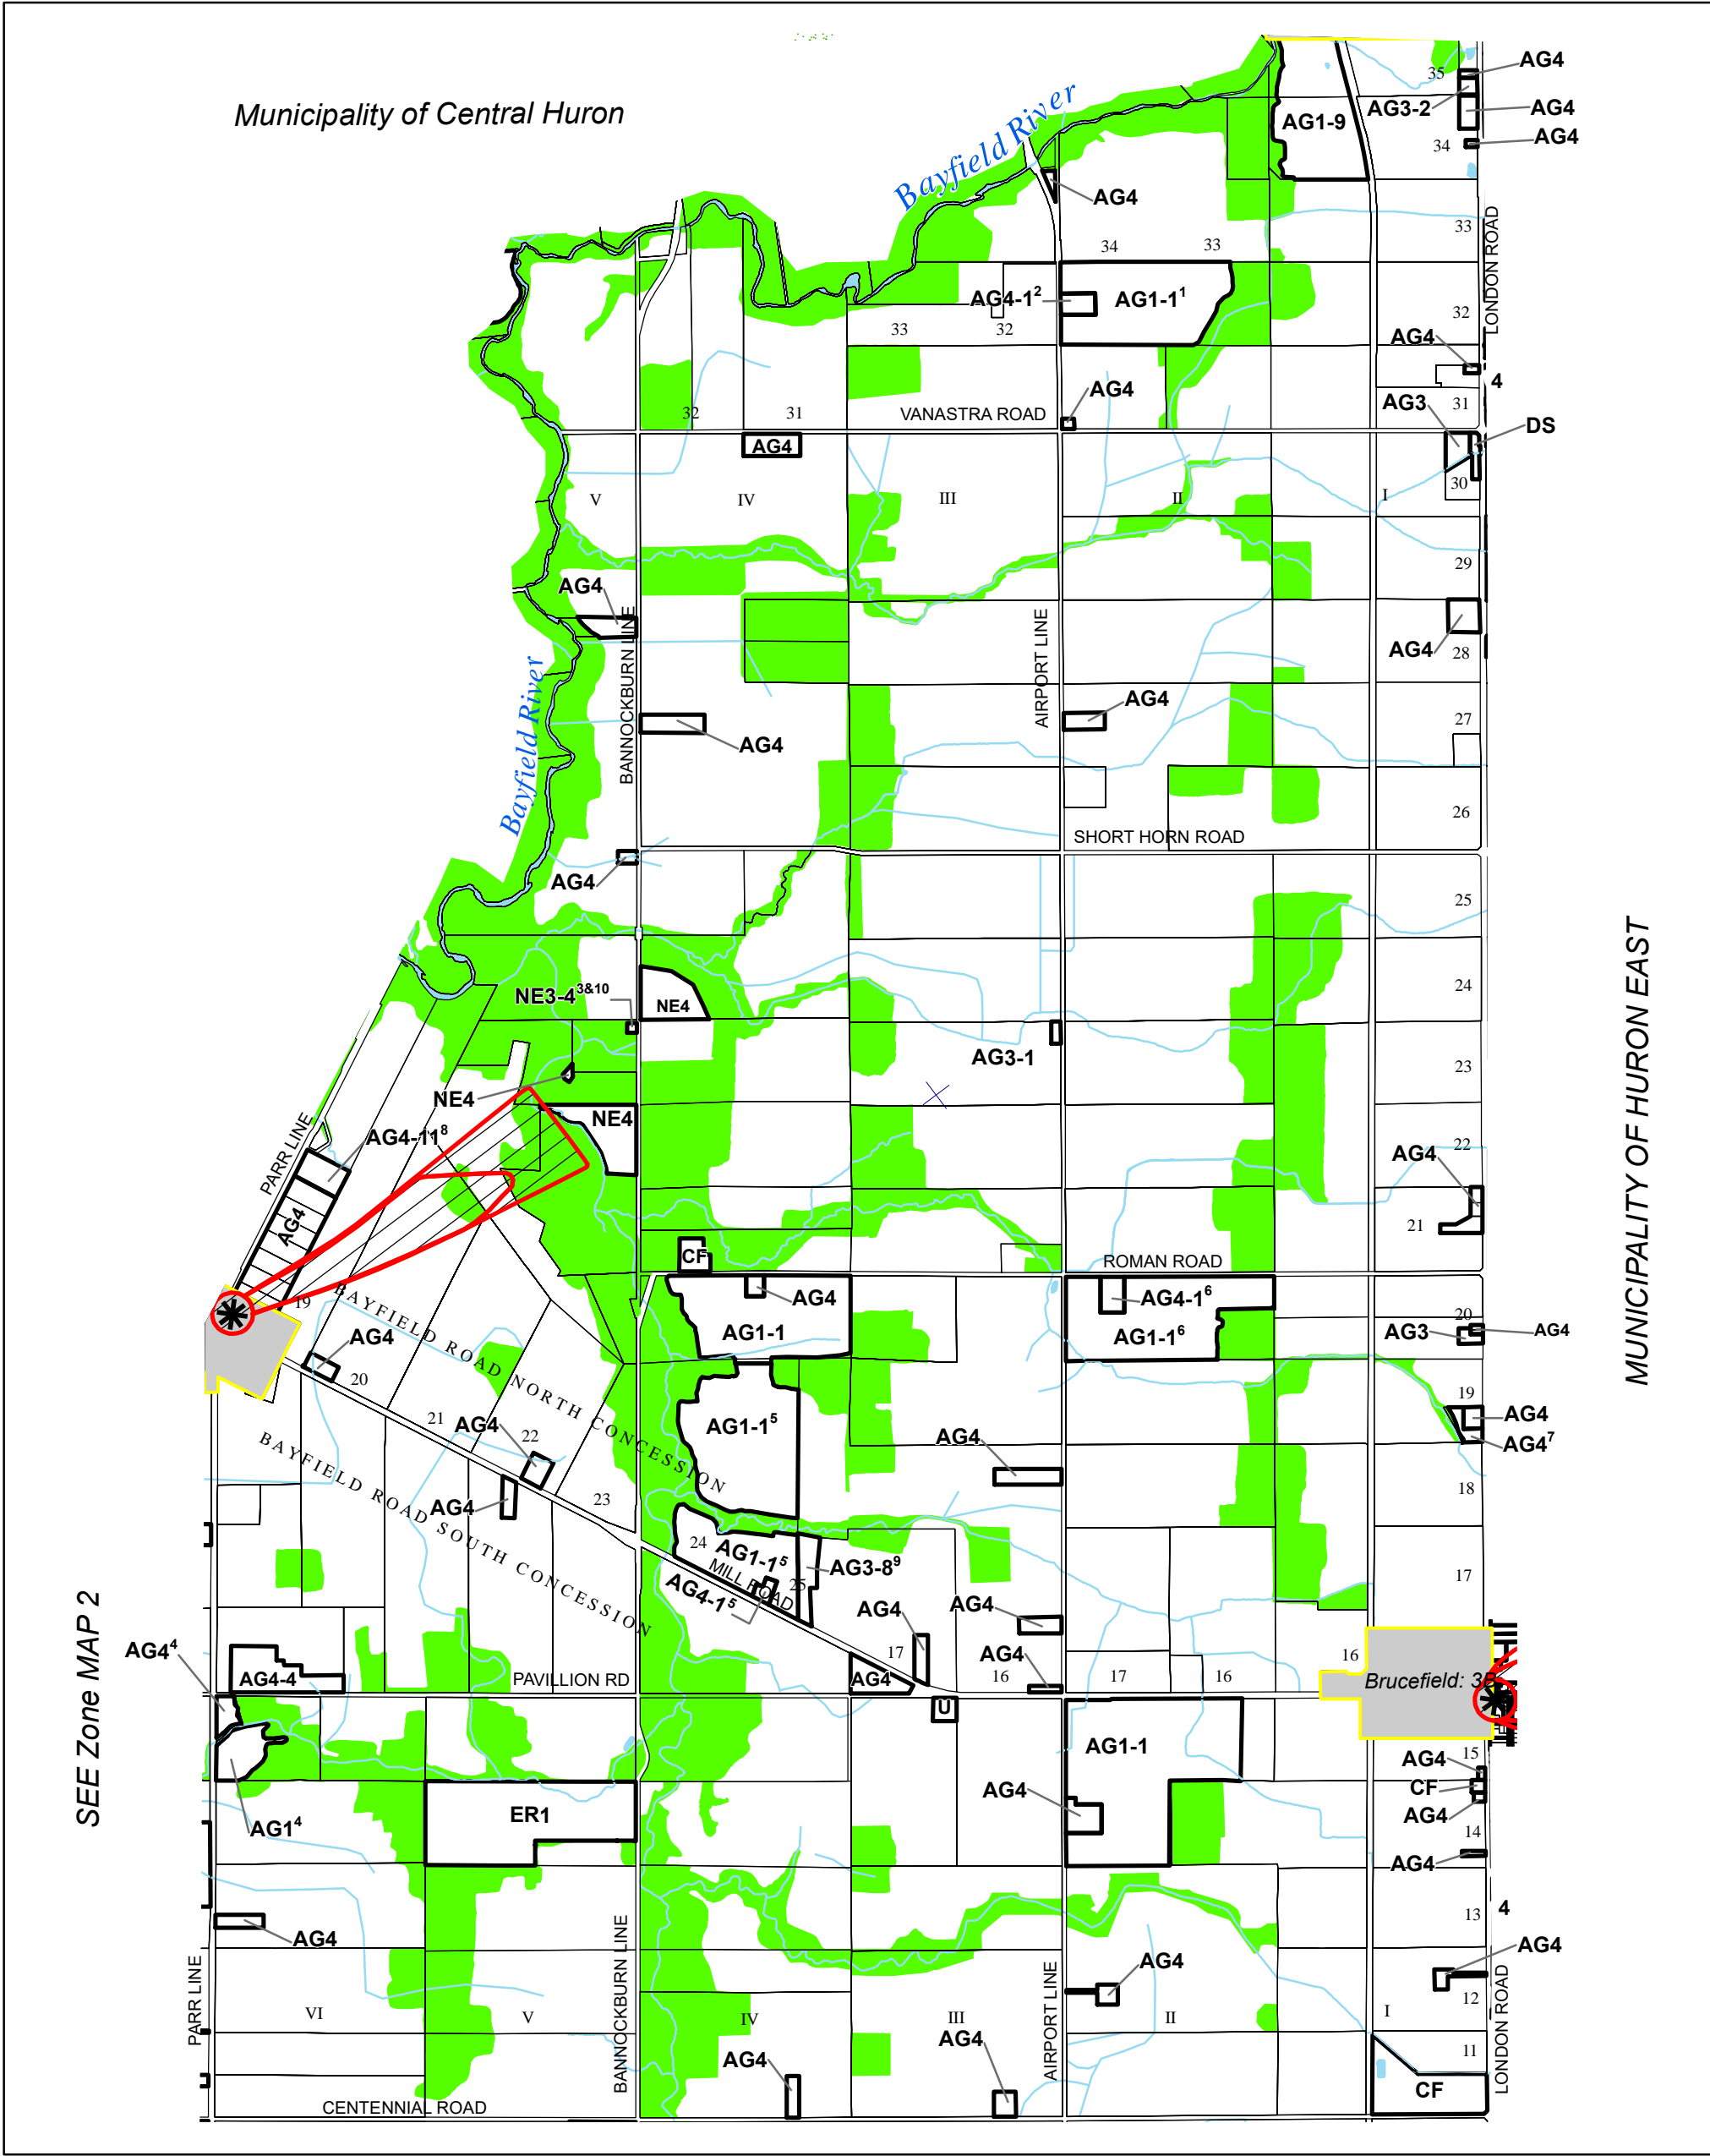 Municipality of Central Huron
Bayfield River
AG1-9
35
AG4
AG3-2
AG4
34
AG4
AG4
LONDON ROAD
33
34
33
AG4-1²
AG1-1¹
33
32
32
AG4
4
AG4
32
31
VANASTRA ROAD
AG3
31
DS
AG4
30
V
IV
III
II
I
29
AG4
BANNOCKBURN LINE
AIRPORT LINE
AG4
28
Bayfield River
AG4
AG4
27
SHORT HORN ROAD
26
AG4
25
MUNICIPALITY OF HURON EAST
24
NE3-4³&¹⁰
NE4
AG3-1
23
NE4
NE4
PARR LINE
AG4-11⁸
22
AG4
AG4
21
CF
ROMAN ROAD
19
AG4
AG4-1⁶
AG1-1
AG1-1⁶
20
AG3
AG4
AG4
20
BAYFIELD ROAD NORTH CONCESSION
19
AG4
AG4⁷
21
AG4
22
AG1-1⁵
AG4
BAYFIELD ROAD SOUTH CONCESSION
18
AG4
23
24
AG1-1⁵
MILL ROAD
25
AG3-8⁹
AG4-1⁵
17
AG4
AG4
SEE Zone MAP 2
AG4⁴
AG4-4
PAVILLION RD
17
AG4
AG4
16
17
16
16
Brucefield: 3B
U
AG1-1
15
AG4
CF
AG4
AG4
ER1
AG1⁴
14
AG4
AG4
13
4
AG4
AG4
PARR LINE
BANNOCKBURN LINE
AIRPORT LINE
LONDON ROAD
12
VI
V
IV
III
II
I
AG4
AG4
11
CF
CENTENNIAL ROAD